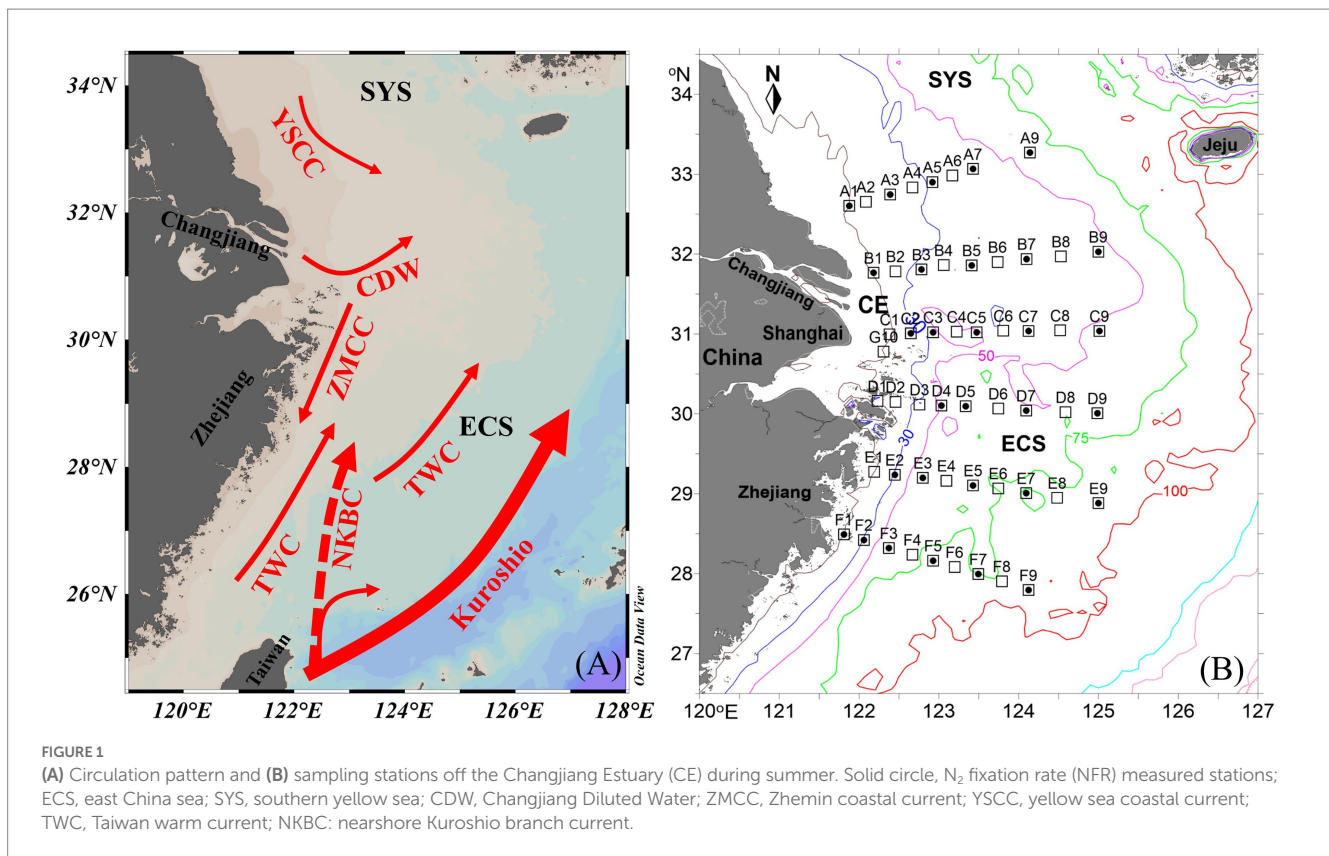 34°N
32°N
30°N
28°N
26°N
120°E
122°E
124°E
126°E
128°E
SYS
YSCC
Changjiang
CDW
ZMCC
Zhejiang
ECS
TWC
NKBC
TWC
Kuroshio
Taiwan
Ocean Data View
(A)
°N
34
33
32
31
30
29
28
27
120°E
121
122
123
124
125
126
127
N
SYS
Jeju
A1
A2
A3
A4
A5
A6
A7
A9
B1
B2
B3
B4
B5
B6
B7
B8
B9
Changjiang
CE
Shanghai
China
C1
C2
C3
C4
C5
C6
C7
C8
C9
G10
50
D1
D2
D3
D4
D5
D6
D7
D8
D9
30
ECS
75
E1
E2
E3
E4
E5
E6
E7
E8
E9
100
Zhejiang
F1
F2
F3
F4
F5
F6
F7
F8
F9
(B)
FIGURE 1
(A) Circulation pattern and (B) sampling stations off the Changjiang Estuary (CE) during summer. Solid circle, N₂ fixation rate (NFR) measured stations;
ECS, east China sea; SYS, southern yellow sea; CDW, Changjiang Diluted Water; ZMCC, Zhemin coastal current; YSCC, yellow sea coastal current;
TWC, Taiwan warm current; NKBC: nearshore Kuroshio branch current.